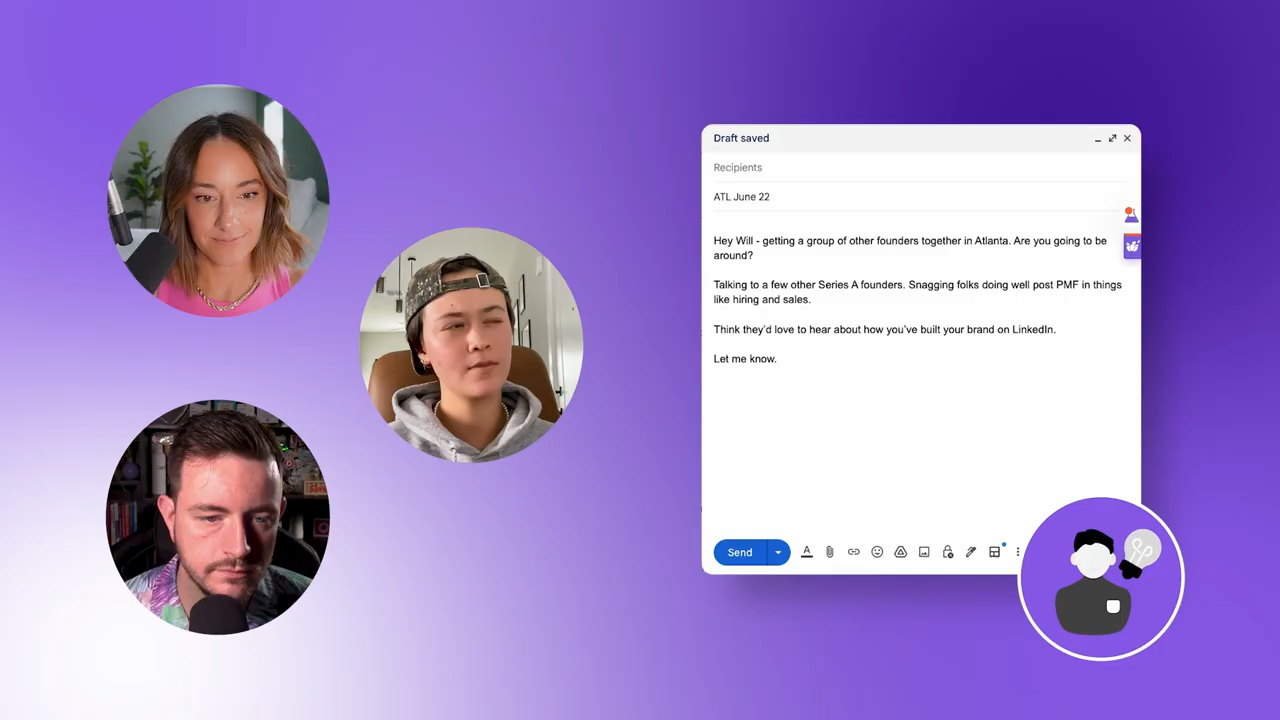 Draft saved
Recipients
ATL June 22
Hey Will - getting a group of other founders together in Atlanta. Are you going to be
around?
Talking to a few other Series A founders. Snagging folks doing well post PMF in things
like hiring and sales.
Think they'd love to hear about how you've built your brand on LinkedIn.
Let me know.
Send